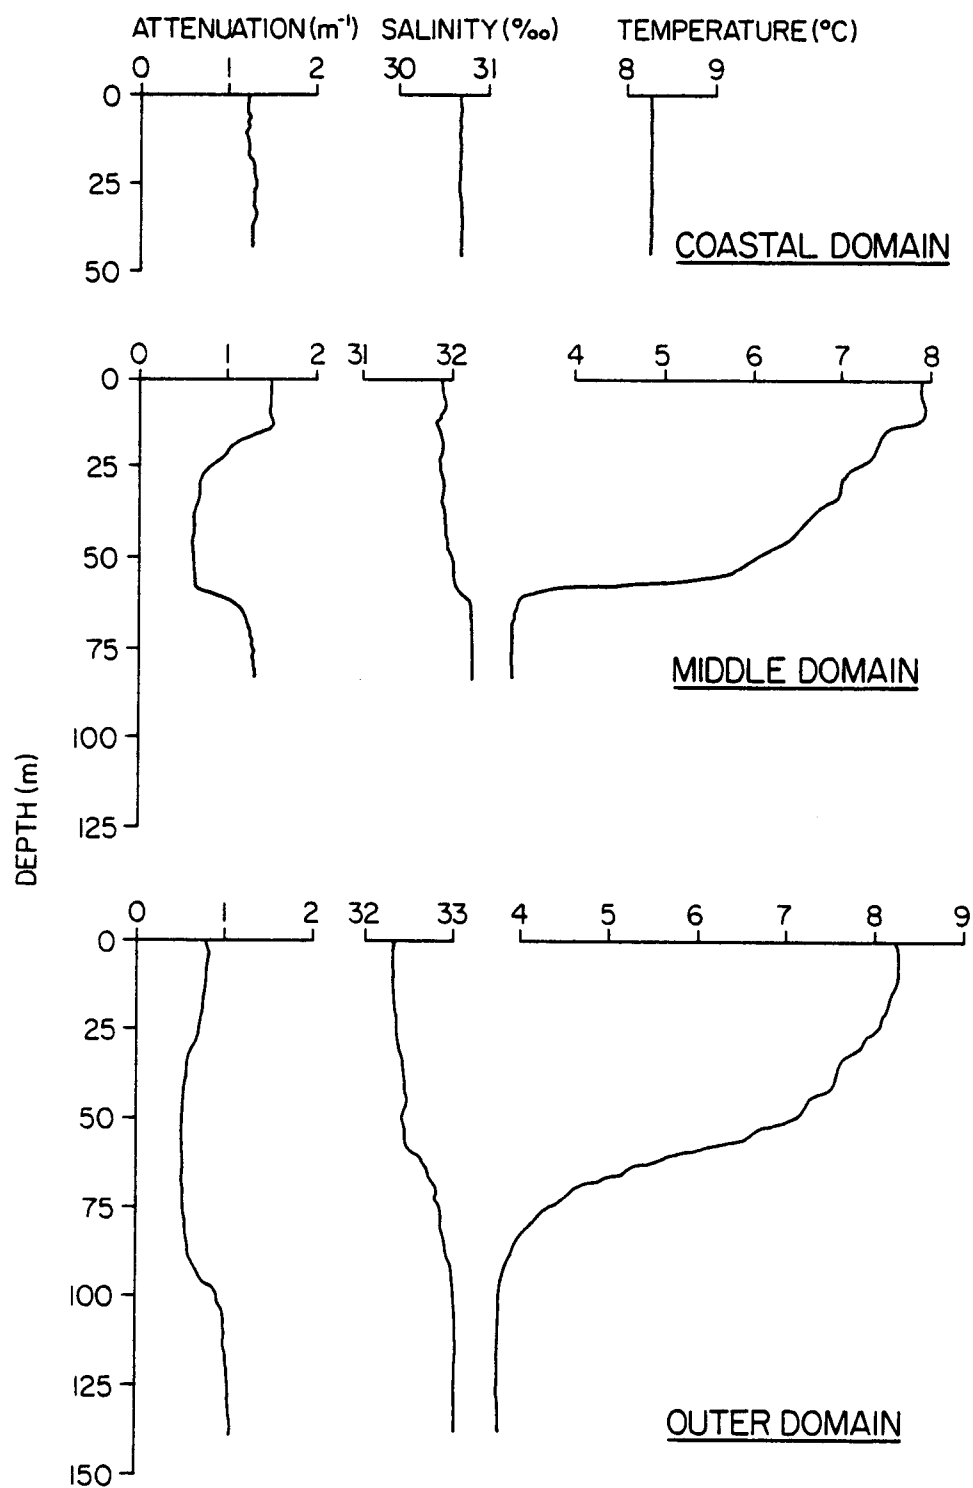 ATTENUATION (m⁻¹) SALINITY (‰) TEMPERATURE (°C)
0 1 2 30 31 8 9
0
25
50
COASTAL DOMAIN
0 1 2 31 32 4 5 6 7 8
0
25
50
75
MIDDLE DOMAIN
100
125
DEPTH (m)
0 1 2 32 33 4 5 6 7 8 9
0
25
50
75
100
125
OUTER DOMAIN
150